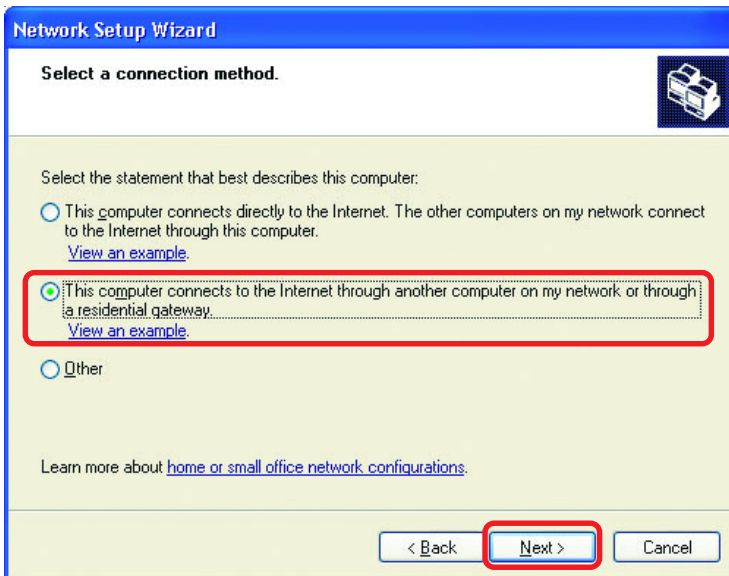 Network Setup Wizard
Select a connection method.
Select the statement that best describes this computer:
This computer connects directly to the Internet. The other computers on my network connect
to the Internet through this computer.
View an example.
This computer connects to the Internet through another computer on my network or through
a residential gateway.
View an example.
Other
Learn more about home or small office network configurations.
< Back Next > Cancel